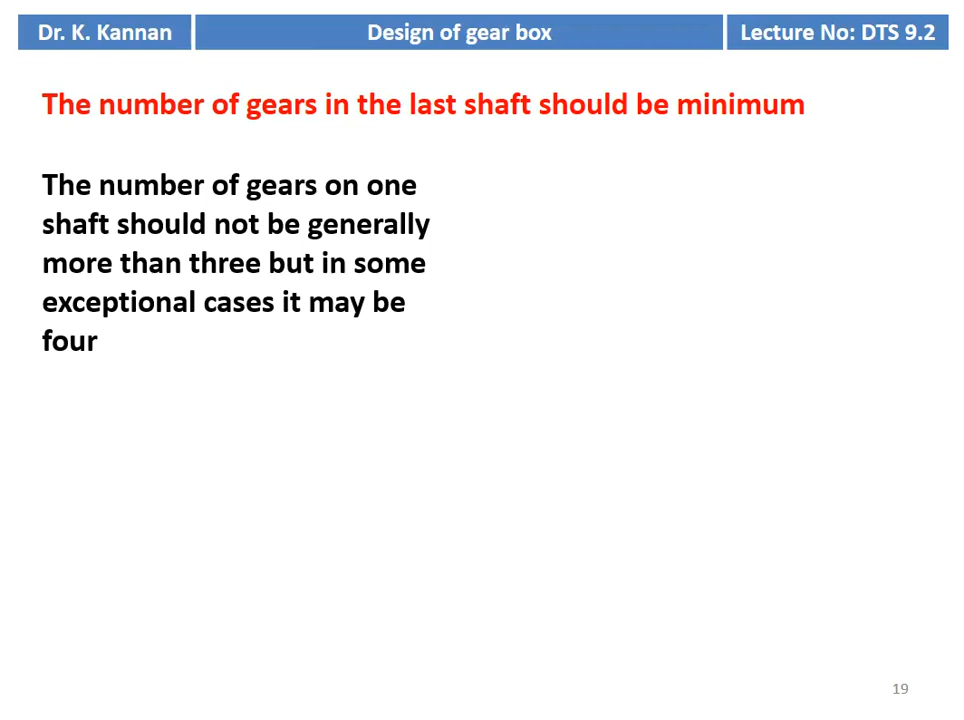 Dr. K. Kannan
Design of gear box
Lecture No: DTS 9.2
The number of gears in the last shaft should be minimum
The number of gears on one
shaft should not be generally
more than three but in some
exceptional cases it may be
four
19